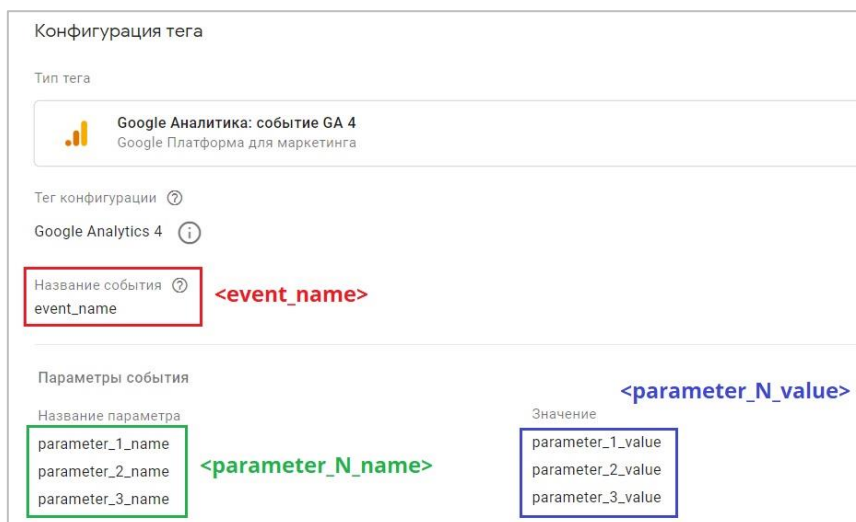 Конфигурация тега
Тип тега
Google Аналитика: событие GA 4
Google Платформа для маркетинга
Тег конфигурации
Google Analytics 4
Название события
event_name
<event_name>
Параметры события
<parameter_N_value>
Название параметра Значение
parameter_1_name parameter_1_value
parameter_2_name <parameter_N_name> parameter_2_value
parameter_3_name parameter_3_value